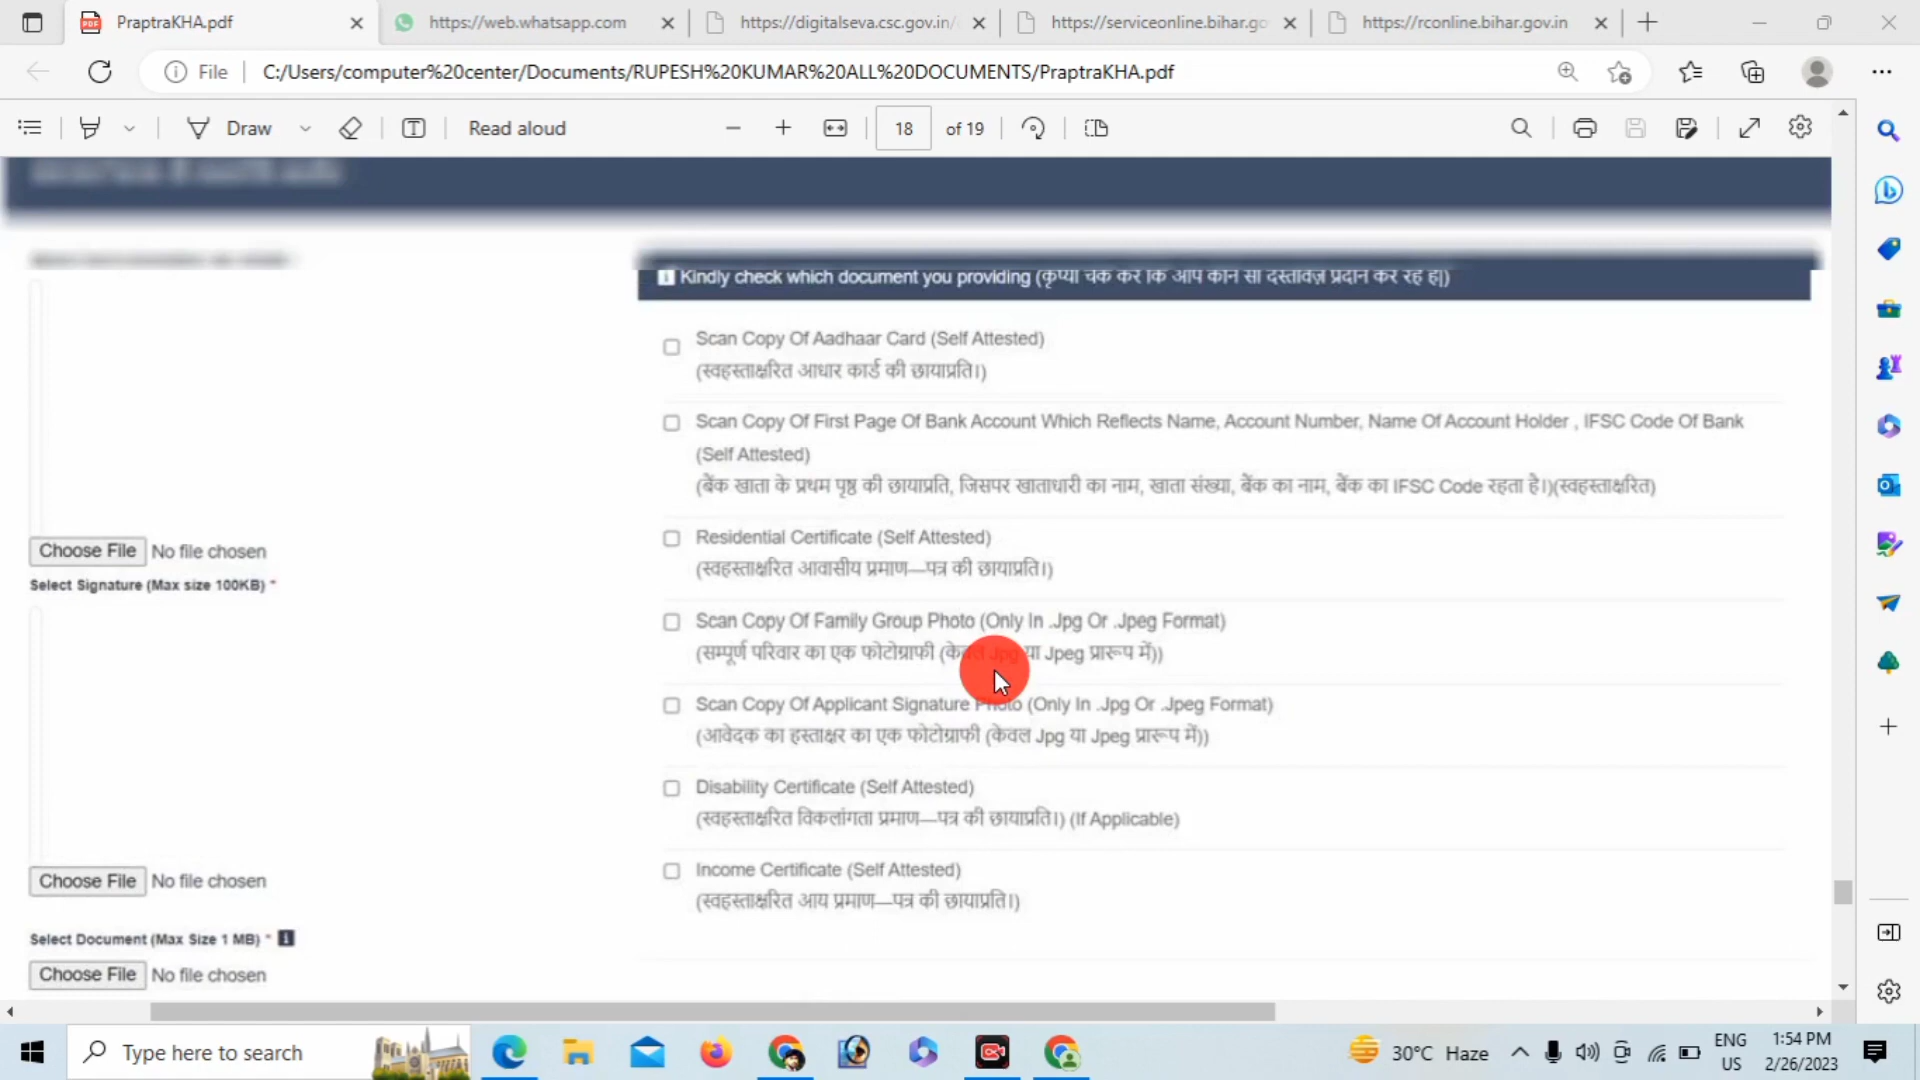 PraptraKHA.pdf
https://web.whatsapp.com
https://digitalseva.csc.gov.in/
https://serviceonline.bihar.go
https://rconline.bihar.gov.in
File
C:/Users/computer%20center/Documents/RUPESH%20KUMAR%20ALL%20DOCUMENTS/PraptraKHA.pdf
Draw
Read aloud
18 of 19
Kindly check which document you providing (कृप्या चेक करें कि आप कौन सा दस्तावेज़ प्रदान कर रहे हैं|)
Scan Copy Of Aadhaar Card (Self Attested)
(स्वहस्ताक्षरित आधार कार्ड की छायाप्रति।)
Scan Copy Of First Page Of Bank Account Which Reflects Name, Account Number, Name Of Account Holder , IFSC Code Of Bank
(Self Attested)
(बैंक खाता के प्रथम पृष्ठ की छायाप्रति, जिसपर खाताधारी का नाम, खाता संख्या, बैंक का नाम, बैंक का IFSC Code रहता है।)(स्वहस्ताक्षरित)
Choose File No file chosen
Select Signature (Max size 100KB) *
Residential Certificate (Self Attested)
(स्वहस्ताक्षरित आवासीय प्रमाण—पत्र की छायाप्रति।)
Scan Copy Of Family Group Photo (Only In .Jpg Or .Jpeg Format)
(सम्पूर्ण परिवार का एक फोटोग्राफी (केवल Jpg या Jpeg प्रारूप में))
Scan Copy Of Applicant Signature Photo (Only In .Jpg Or .Jpeg Format)
(आवेदक का हस्ताक्षर का एक फोटोग्राफी (केवल Jpg या Jpeg प्रारूप में))
Disability Certificate (Self Attested)
(स्वहस्ताक्षरित विकलांगता प्रमाण—पत्र की छायाप्रति।) (If Applicable)
Income Certificate (Self Attested)
(स्वहस्ताक्षरित आय प्रमाण—पत्र की छायाप्रति।)
Choose File No file chosen
Select Document (Max Size 1 MB) *
Choose File No file chosen
Type here to search
30°C Haze
ENG
US
1:54 PM
2/26/2023